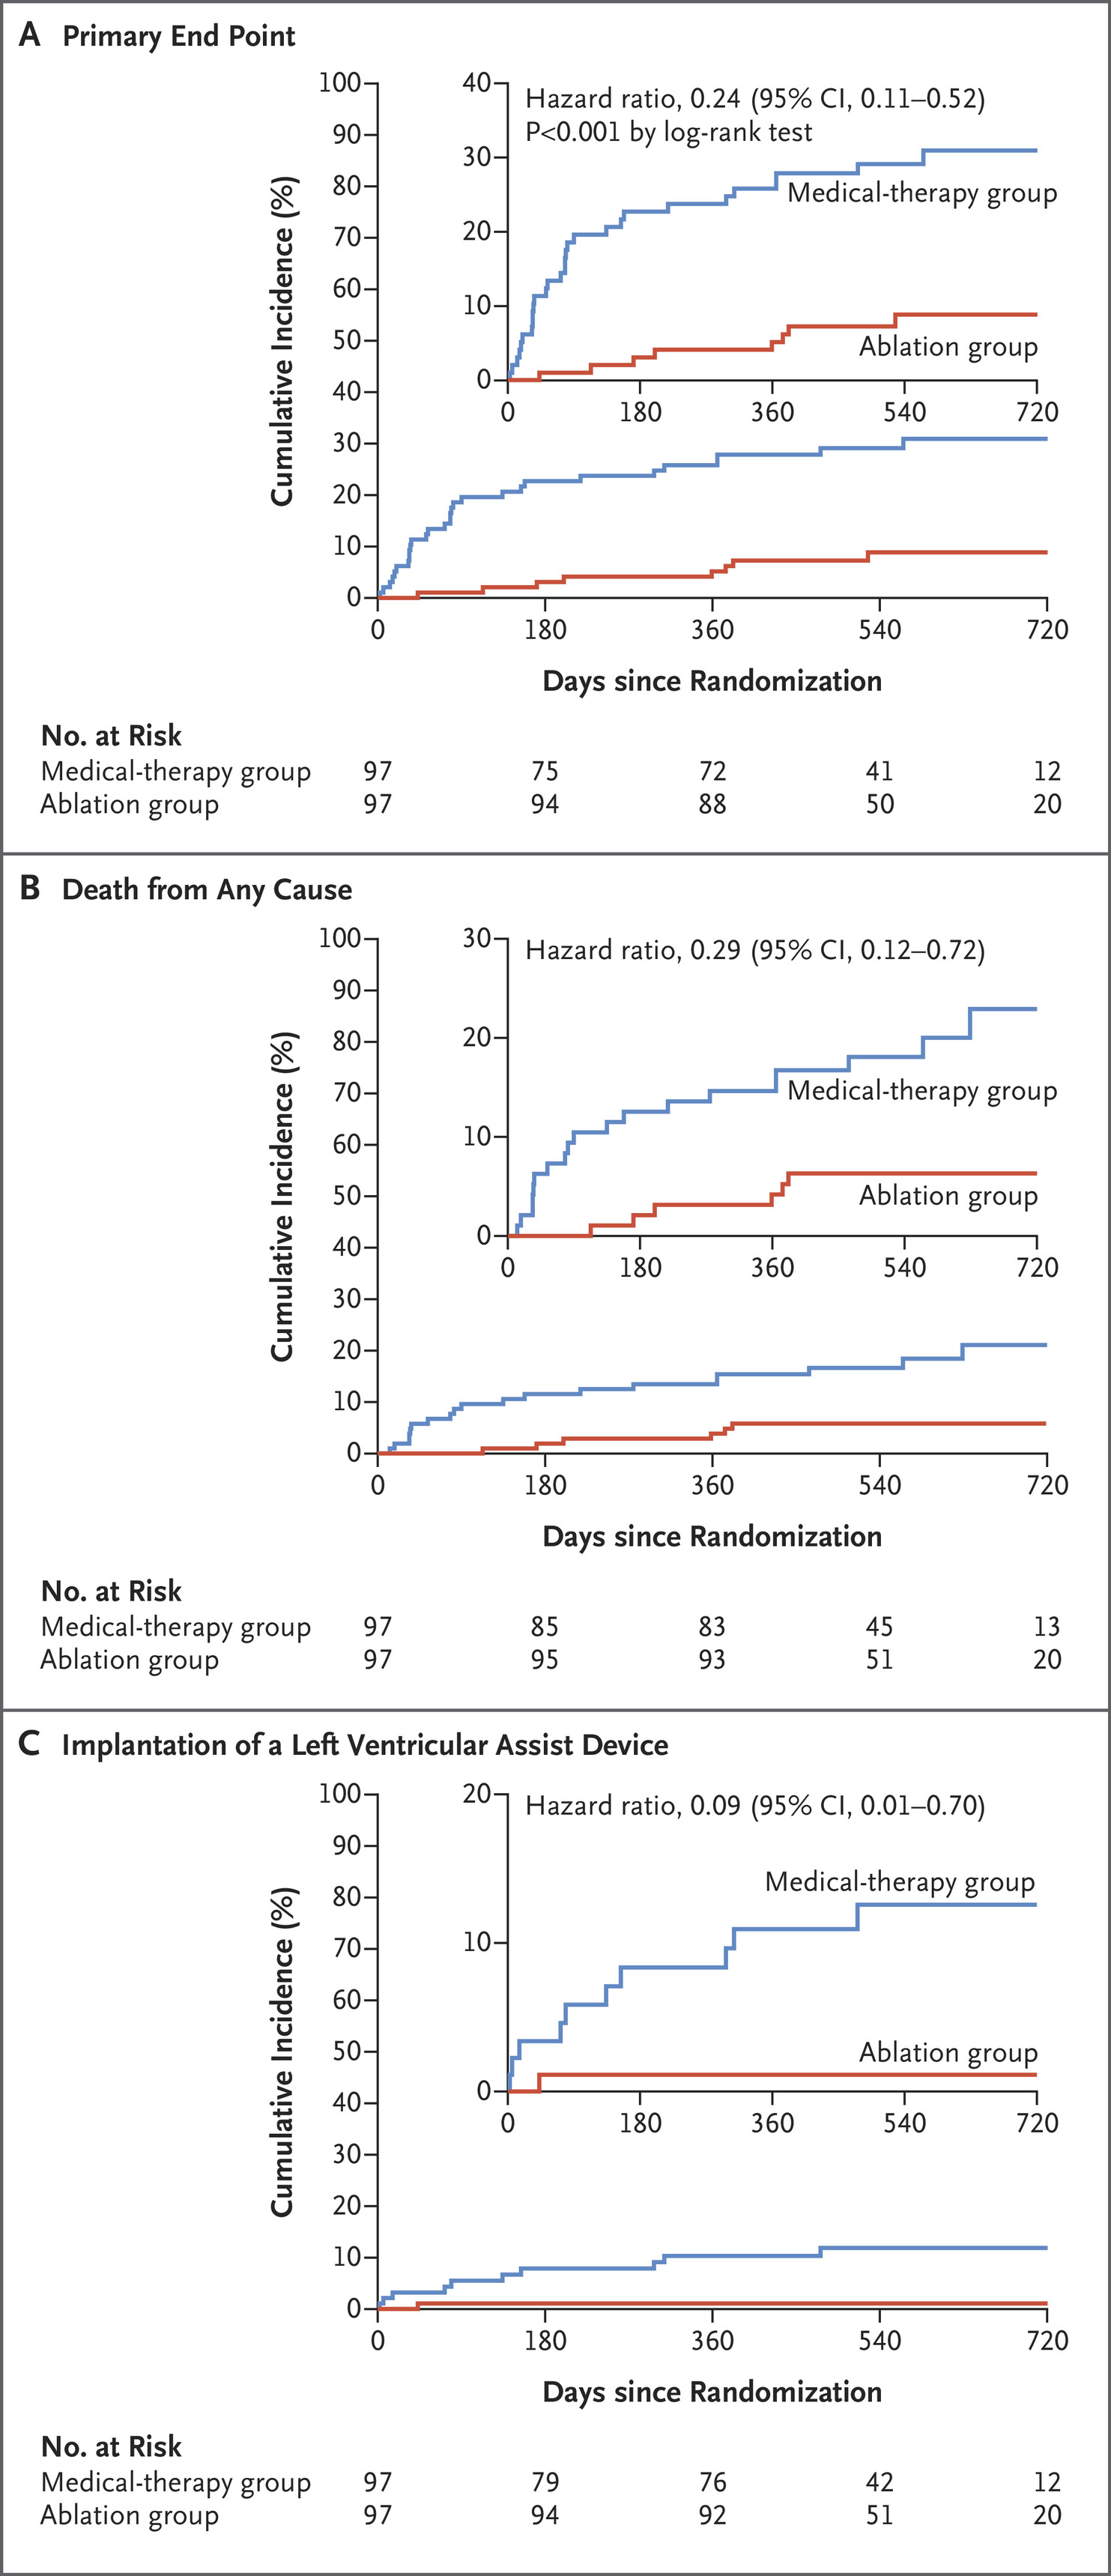 A Primary End Point
Cumulative Incidence (%)
100
90
80
70
60
50
40
30
20
10
0
0 180 360 540 720
40
30
20
10
0
0 180 360 540 720
Hazard ratio, 0.24 (95% CI, 0.11–0.52)
P<0.001 by log-rank test
Medical-therapy group
Ablation group
Days since Randomization
No. at Risk
Medical-therapy group 97 75 72 41 12
Ablation group 97 94 88 50 20
B Death from Any Cause
Cumulative Incidence (%)
100
90
80
70
60
50
40
30
20
10
0
0 180 360 540 720
30
20
10
0
0 180 360 540 720
Hazard ratio, 0.29 (95% CI, 0.12–0.72)
Medical-therapy group
Ablation group
Days since Randomization
No. at Risk
Medical-therapy group 97 85 83 45 13
Ablation group 97 95 93 51 20
C Implantation of a Left Ventricular Assist Device
Cumulative Incidence (%)
100
90
80
70
60
50
40
30
20
10
0
0 180 360 540 720
20
10
0
0 180 360 540 720
Hazard ratio, 0.09 (95% CI, 0.01–0.70)
Medical-therapy group
Ablation group
Days since Randomization
No. at Risk
Medical-therapy group 97 79 76 42 12
Ablation group 97 94 92 51 20